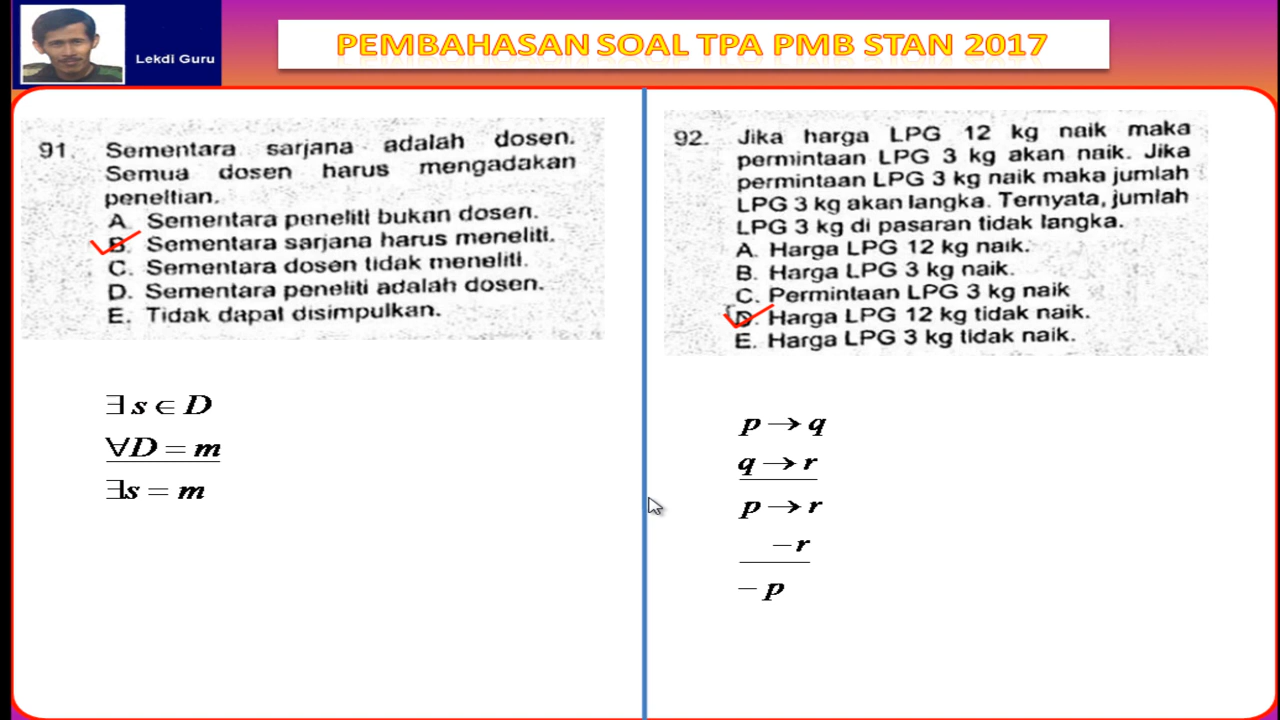 Lekdi Guru
PEMBAHASAN SOAL TPA PMB STAN 2017
91. Sementara sarjana adalah dosen.
Semua dosen harus mengadakan
peneltian.
A. Sementara peneliti bukan dosen.
B. Sementara sarjana harus meneliti.
C. Sementara dosen tidak meneliti.
D. Sementara peneliti adalah dosen.
E. Tidak dapat disimpulkan.
∃ s ∈ D
∀D = m
∃s = m
92. Jika harga LPG 12 kg naik maka
permintaan LPG 3 kg akan naik. Jika
permintaan LPG 3 kg naik maka jumlah
LPG 3 kg akan langka. Ternyata, jumlah
LPG 3 kg di pasaran tidak langka.
A. Harga LPG 12 kg naik.
B. Harga LPG 3 kg naik.
C. Permintaan LPG 3 kg naik
D. Harga LPG 12 kg tidak naik.
E. Harga LPG 3 kg tidak naik.
p → q
q → r
p → r
− r
− p